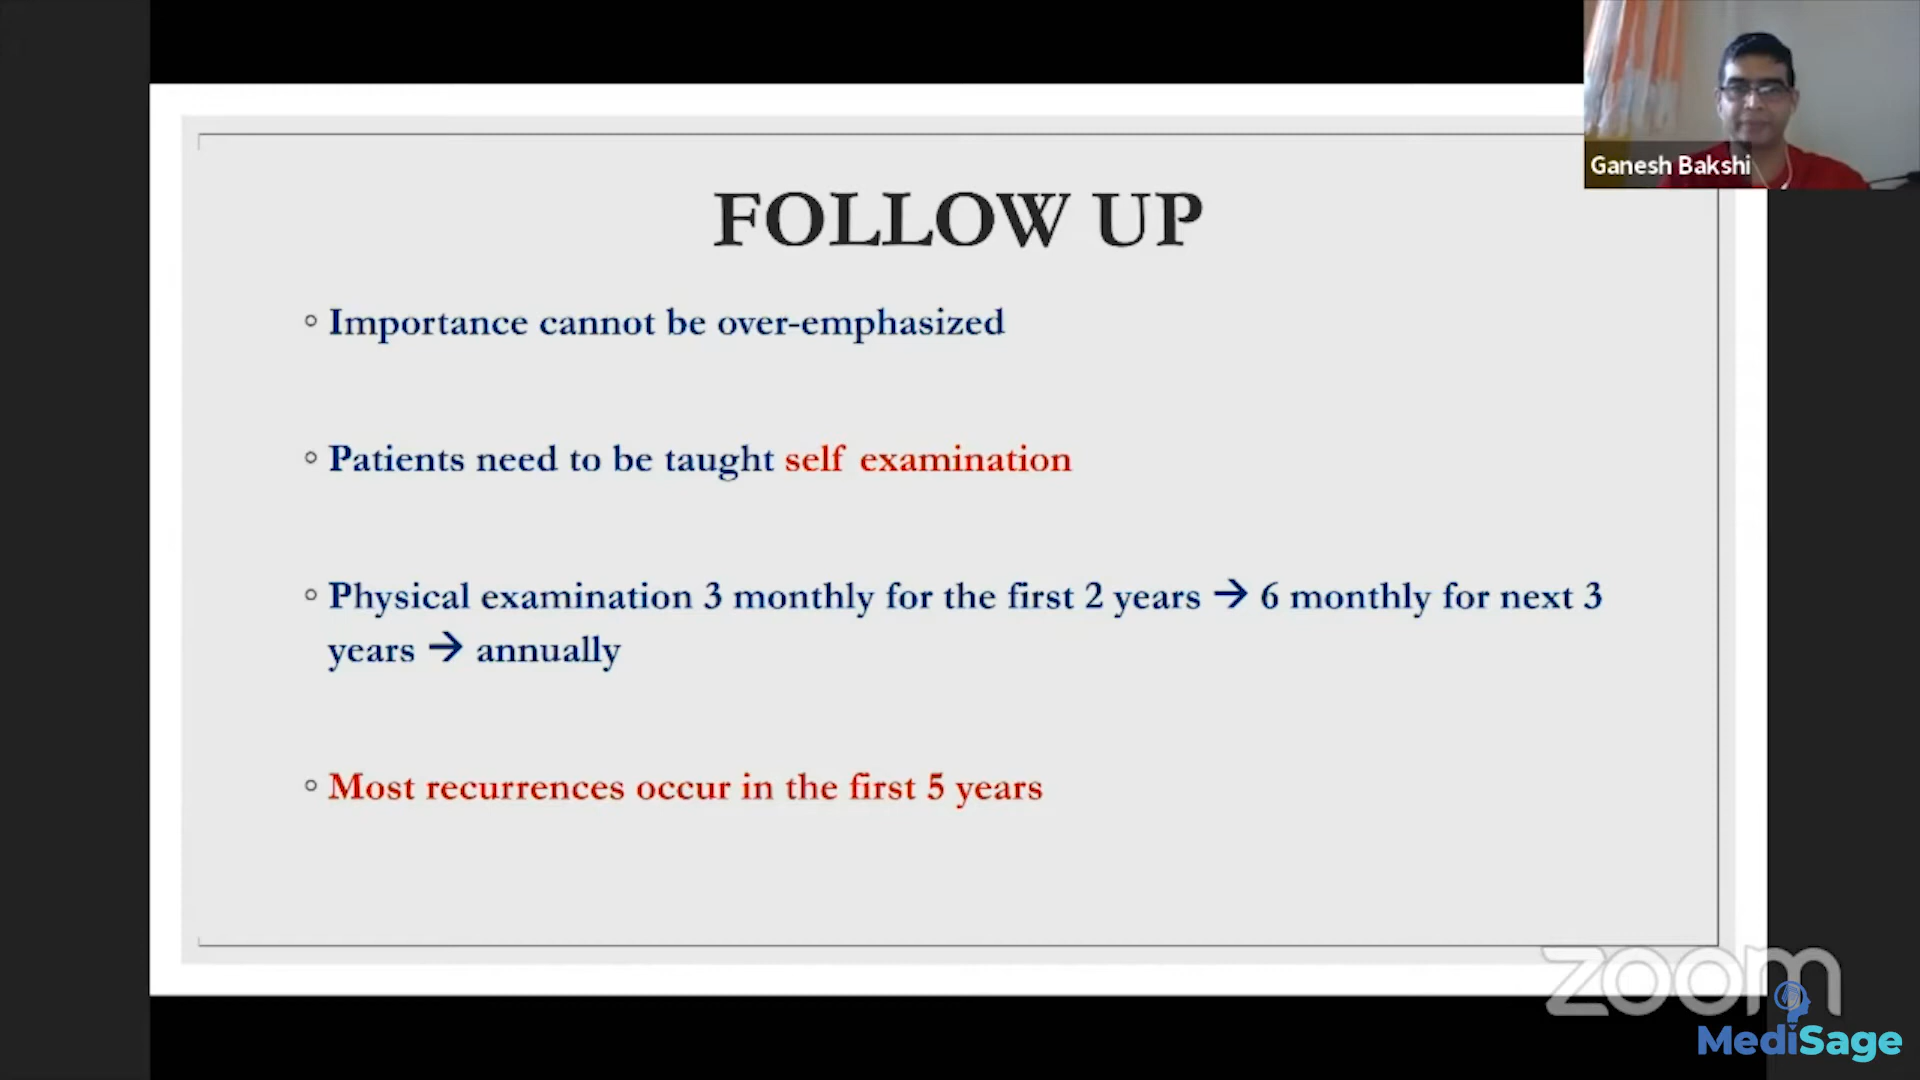 Ganesh Bakshi
FOLLOW UP
Importance cannot be over-emphasized
Patients need to be taught self examination
Physical examination 3 monthly for the first 2 years → 6 monthly for next 3
years → annually
Most recurrences occur in the first 5 years
zoom
MediSage